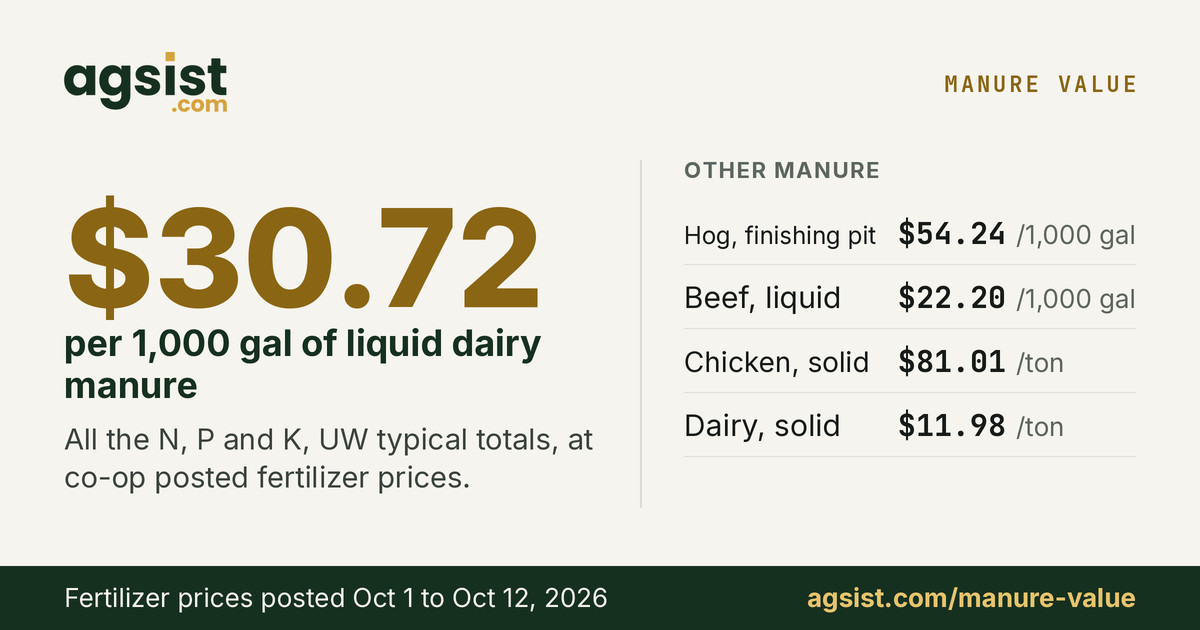 agsist
.com
MANURE VALUE
$30.72
per 1,000 gal of liquid dairy
manure
All the N, P and K, UW typical totals, at
co-op posted fertilizer prices.
OTHER MANURE
Hog, finishing pit $54.24 /1,000 gal
Beef, liquid $22.20 /1,000 gal
Chicken, solid $81.01 /ton
Dairy, solid $11.98 /ton
Fertilizer prices posted Oct 1 to Oct 12, 2026
agsist.com/manure-value